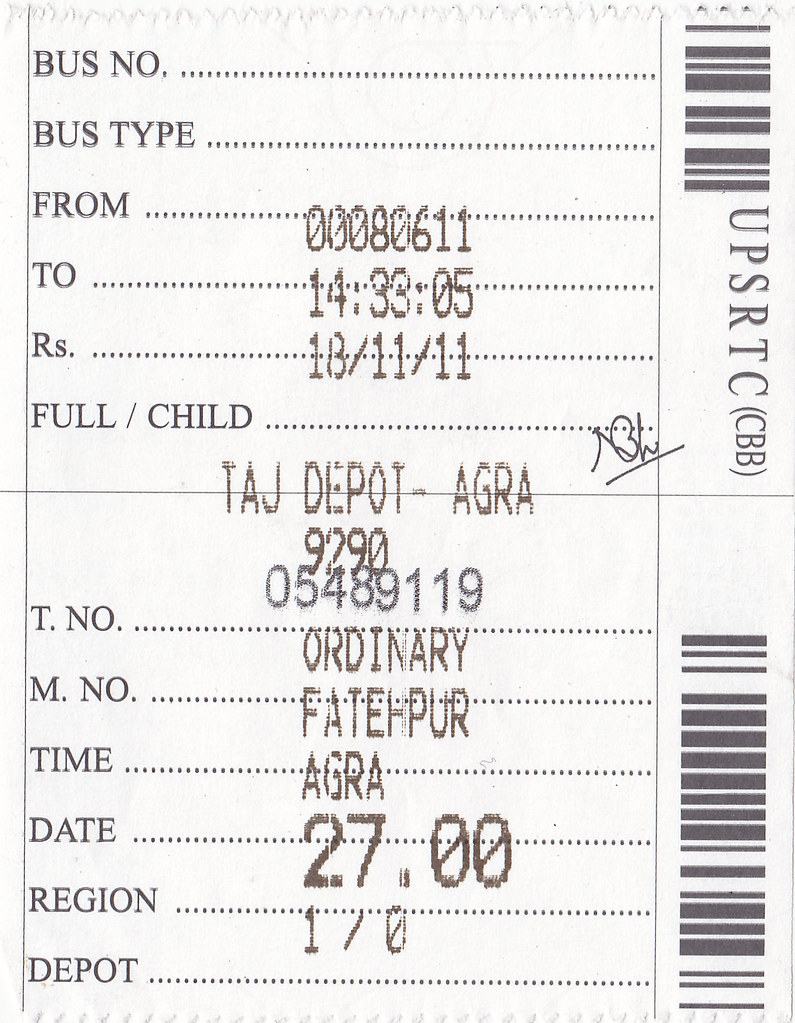 BUS NO.
BUS TYPE
FROM
00080611
TO
14:33:05
Rs.
18/11/11
FULL / CHILD
TAJ DEPOT- AGRA
9290
05489119
T. NO.
ORDINARY
M. NO.
FATEHPUR
TIME
AGRA
DATE
27.00
REGION
1 / 0
DEPOT
UPSRTC (CBB)